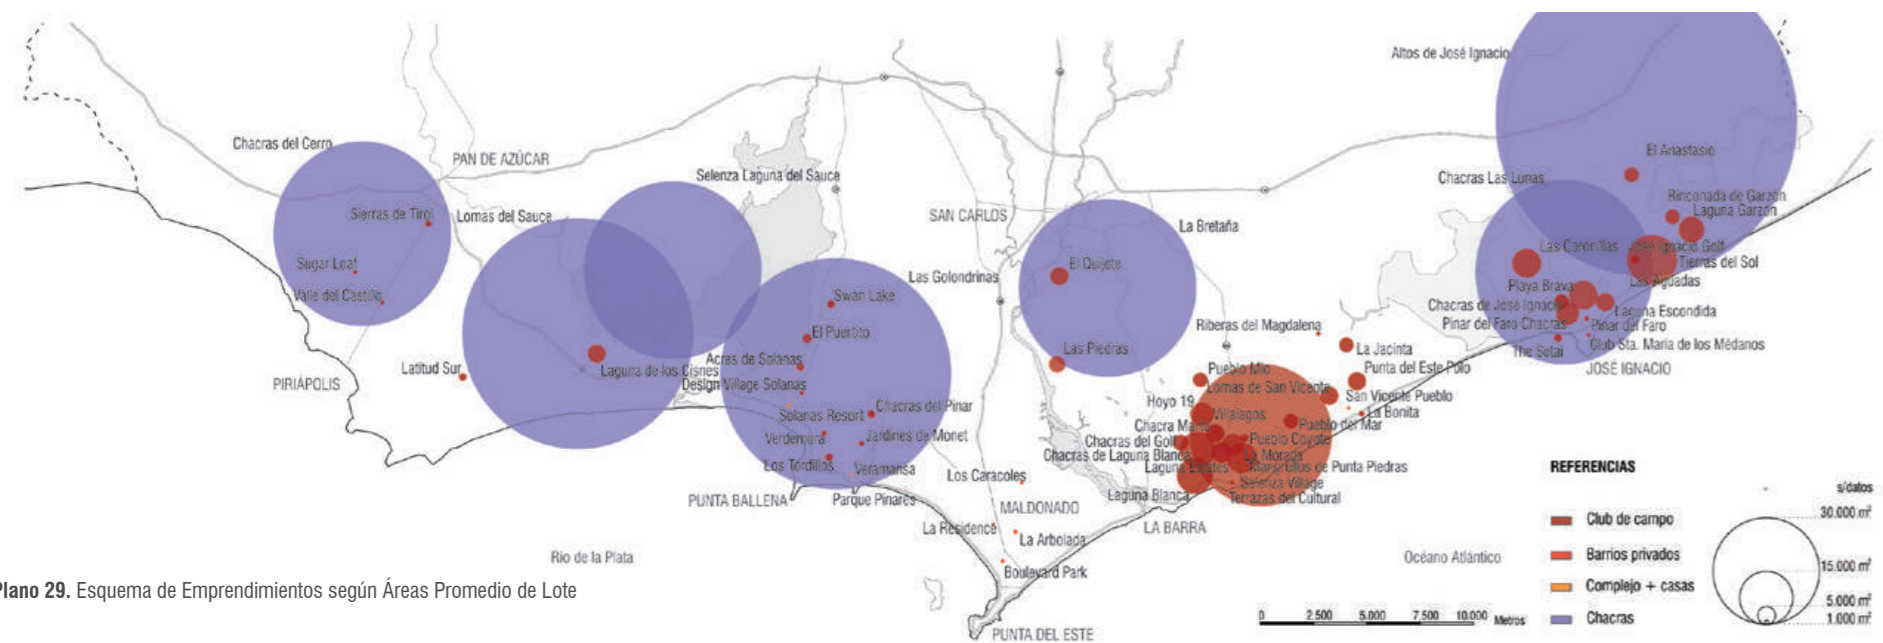 Altos de José Ignacio
Chacras del Cerro
PAN DE AZÚCAR
El Anastasio
Selenza Laguna del Sauce
Chacras Las Lunas
Rinconada de Garzón
Laguna Garzón
Sierras de Tirol
Lomas del Sauce
SAN CARLOS
La Bretaña
Las Caronillas
José Ignacio Golf
Sugar Loaf
Las Golondrinas
El Quijote
Tierras del Sol
Las Aguadas
Playa Brava
Valle del Castillo
Swan Lake
Chacras de José Ignacio
Laguna Escondida
Pinar del Faro Chacras
Pinar del Faro
Riberas del Magdalena
El Puertito
Club Sta. María de los Médanos
The Setai
Las Piedras
La Jacinta
Acres de Solanas
Latitud Sur
Laguna de los Cisnes
Pueblo Mio
Punta del Este Polo
JOSÉ IGNACIO
PIRIÁPOLIS
Design Village Solanas
Lomas de San Vicente
San Vicente Pueblo
Hoyo 19
Chacras del Pinar
Solanas Resort
Villalagos
La Bonita
Chacra María
Pueblo del Mar
Verdemora
Jardines de Monet
Chacras del Golf
Pueblo Coyote
Chacras de Laguna Blanca
La Morada
Los Tordillos
Veramansa
Laguna Estates
Mangrullos de Punta Piedras
REFERENCIAS
Los Caracoles
Selenza Village
s/datos
PUNTA BALLENA
Parque Pinares
Laguna Blanca
Terrazas del Cultural
MALDONADO
30.000 m²
Club de campo
La Residence
LA BARRA
La Arbolada
Río de la Plata
Océano Atlántico
Barrios privados
15.000 m²
Boulevard Park
Complejo + casas
Plano 29. Esquema de Emprendimientos según Áreas Promedio de Lote
5.000 m²
0 2.500 5.000 7.500 10.000 Metros
Chacras
1.000 m²
PUNTA DEL ESTE